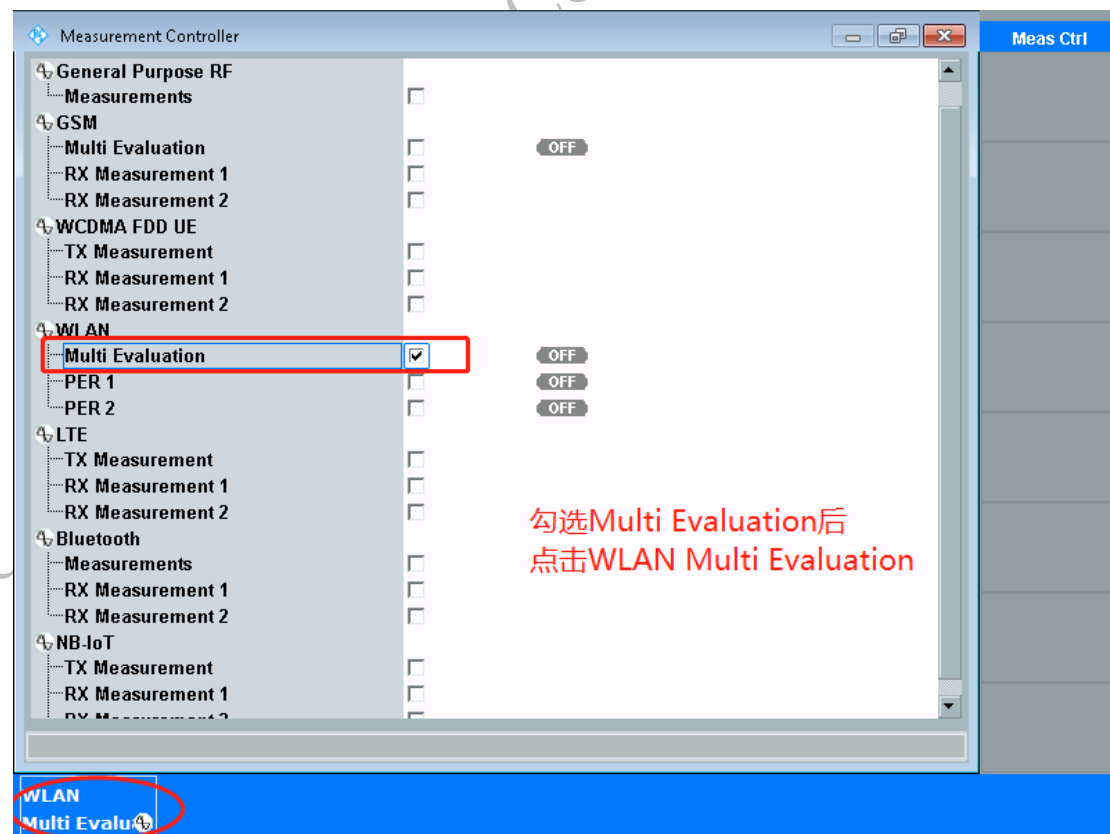 Measurement Controller
Meas Ctrl
General Purpose RF
Measurements
GSM
Multi Evaluation OFF
RX Measurement 1
RX Measurement 2
WCDMA FDD UE
TX Measurement
RX Measurement 1
RX Measurement 2
WLAN
Multi Evaluation OFF
PER 1 OFF
PER 2 OFF
LTE
TX Measurement
RX Measurement 1
RX Measurement 2
勾选Multi Evaluation后
点击WLAN Multi Evaluation
Bluetooth
Measurements
RX Measurement 1
RX Measurement 2
NB-IoT
TX Measurement
RX Measurement 1
RX Measurement 2
WLAN
Multi Evalu